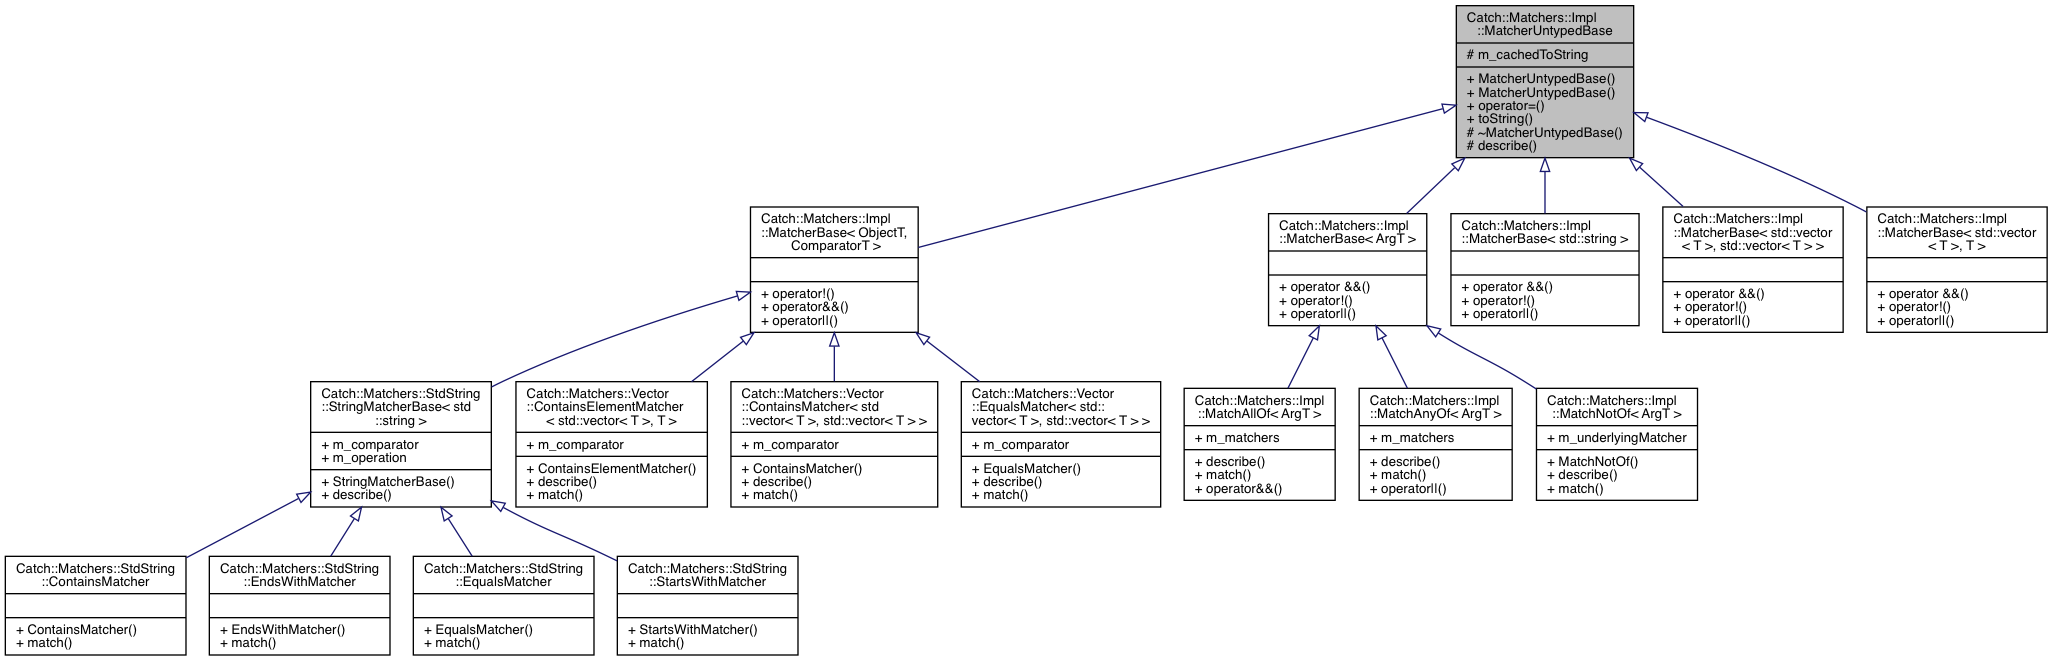 Catch::Matchers::Impl
::MatcherUntypedBase
# m_cachedToString
+ MatcherUntypedBase()
+ MatcherUntypedBase()
+ operator=()
+ toString()
# ~MatcherUntypedBase()
# describe()
Catch::Matchers::Impl
::MatcherBase< ObjectT,
ComparatorT >
+ operator!()
+ operator&&()
+ operator||()
Catch::Matchers::Impl
::MatcherBase< ArgT >
+ operator &&()
+ operator!()
+ operator||()
Catch::Matchers::Impl
::MatcherBase< std::string >
+ operator &&()
+ operator!()
+ operator||()
Catch::Matchers::Impl
::MatcherBase< std::vector
< T >, std::vector< T > >
+ operator &&()
+ operator!()
+ operator||()
Catch::Matchers::Impl
::MatcherBase< std::vector
< T >, T >
+ operator &&()
+ operator!()
+ operator||()
Catch::Matchers::StdString
::StringMatcherBase< std
::string >
+ m_comparator
+ m_operation
+ StringMatcherBase()
+ describe()
Catch::Matchers::Vector
::ContainsElementMatcher
< std::vector< T >, T >
+ m_comparator
+ ContainsElementMatcher()
+ describe()
+ match()
Catch::Matchers::Vector
::ContainsMatcher< std
::vector< T >, std::vector< T > >
+ m_comparator
+ ContainsMatcher()
+ describe()
+ match()
Catch::Matchers::Vector
::EqualsMatcher< std::
vector< T >, std::vector< T > >
+ m_comparator
+ EqualsMatcher()
+ describe()
+ match()
Catch::Matchers::Impl
::MatchAllOf< ArgT >
+ m_matchers
+ describe()
+ match()
+ operator&&()
Catch::Matchers::Impl
::MatchAnyOf< ArgT >
+ m_matchers
+ describe()
+ match()
+ operator||()
Catch::Matchers::Impl
::MatchNotOf< ArgT >
+ m_underlyingMatcher
+ MatchNotOf()
+ describe()
+ match()
Catch::Matchers::StdString
::ContainsMatcher
+ ContainsMatcher()
+ match()
Catch::Matchers::StdString
::EndsWithMatcher
+ EndsWithMatcher()
+ match()
Catch::Matchers::StdString
::EqualsMatcher
+ EqualsMatcher()
+ match()
Catch::Matchers::StdString
::StartsWithMatcher
+ StartsWithMatcher()
+ match()